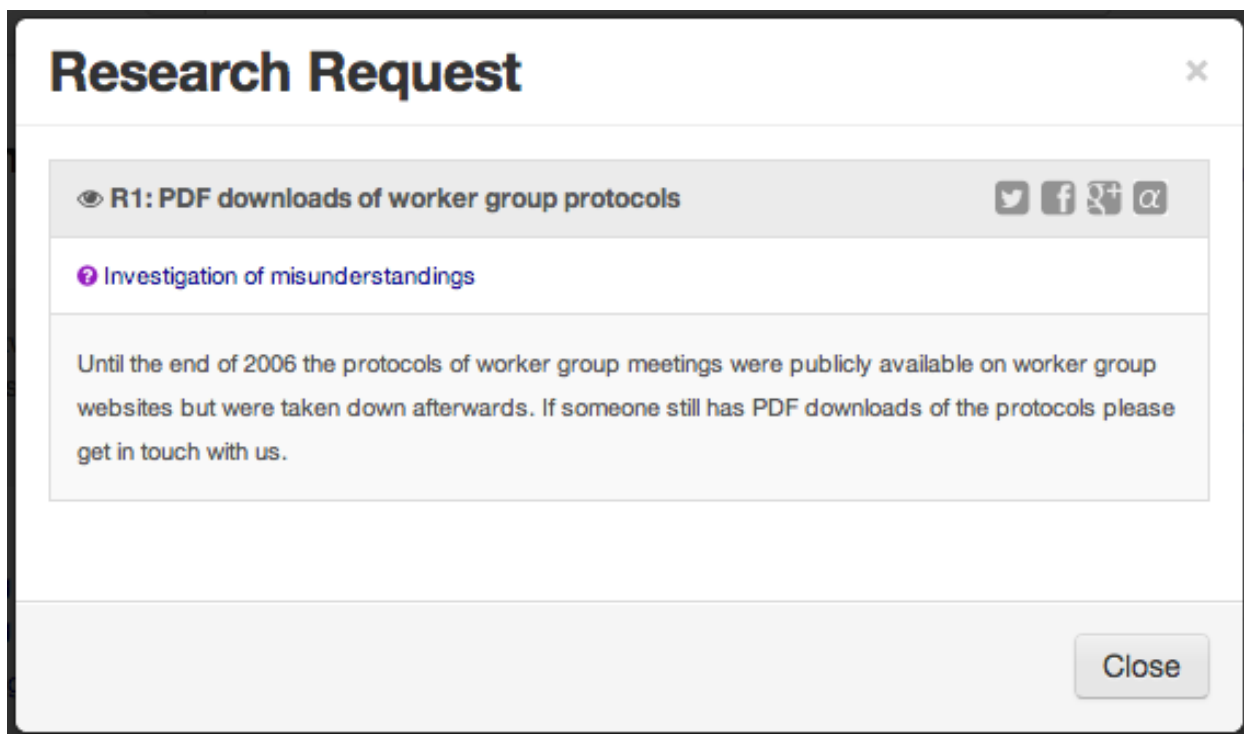 Research Request
×
R1: PDF downloads of worker group protocols
Investigation of misunderstandings
Until the end of 2006 the protocols of worker group meetings were publicly available on worker group
websites but were taken down afterwards. If someone still has PDF downloads of the protocols please
get in touch with us.
Close